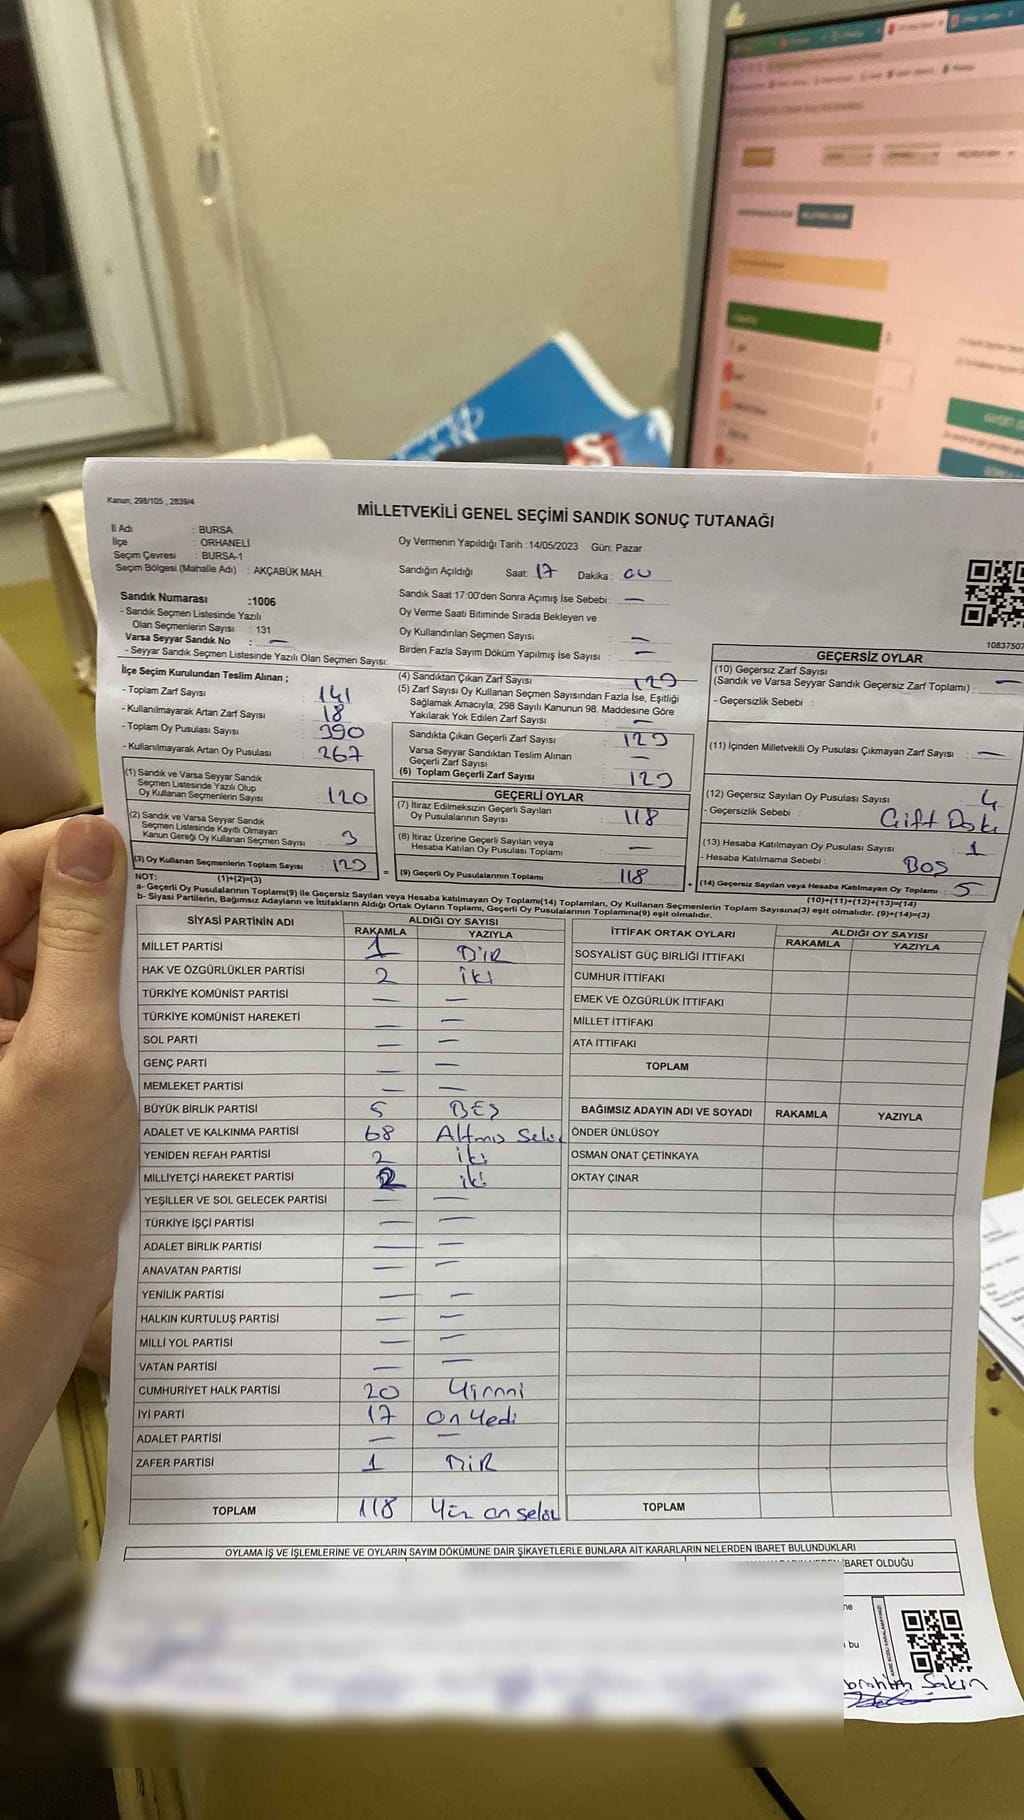 Kanun; 298/105 , 2839/4
MİLLETVEKİLİ GENEL SEÇİMİ SANDIK SONUÇ TUTANAĞI
İl Adı : BURSA
İlçe : ORHANELİ
Seçim Çevresi : BURSA-1
Seçim Bölgesi (Mahalle Adı) : AKÇABÜK MAH.
Sandık Numarası :1006
- Sandık Seçmen Listesinde Yazılı
Olan Seçmenlerin Sayısı : 131
Varsa Seyyar Sandık No : —
- Seyyar Sandık Seçmen Listesinde Yazılı Olan Seçmen Sayısı:
Oy Vermenin Yapıldığı Tarih :14/05/2023 Gün: Pazar
Sandığın Açıldığı Saat: 17 Dakika : 00
Sandık Saat 17:00'den Sonra Açımış İse Sebebi : —
Oy Verme Saati Bitiminde Sırada Bekleyen ve
Oy Kullandırılan Seçmen Sayısı : —
Birden Fazla Sayım Döküm Yapılmış İse Sayısı : —
10837507
İlçe Seçim Kurulundan Teslim Alınan ;
- Toplam Zarf Sayısı : 141
- Kullanılmayarak Artan Zarf Sayısı : 18
- Toplam Oy Pusulası Sayısı : 390
- Kullanılmayarak Artan Oy Pusulası : 267
(1) Sandık ve Varsa Seyyar Sandık
Seçmen Listesinde Yazılı Olup
Oy Kullanan Seçmenlerin Sayısı : 120
(2) Sandık ve Varsa Seyyar Sandık
Seçmen Listesinde Kayıtlı Olmayan
Kanun Gereği Oy Kullanan Seçmen Sayısı : 3
(3) Oy Kullanan Seçmenlerin Toplam Sayısı : 123
(1)+(2)=(3)
(4) Sandıktan Çıkan Zarf Sayısı : 123
(5) Zarf Sayısı Oy Kullanan Seçmen Sayısından Fazla İse, Eşitliği
Sağlamak Amacıyla, 298 Sayılı Kanunun 98. Maddesine Göre
Yakılarak Yok Edilen Zarf Sayısı : —
Sandıkta Çıkan Geçerli Zarf Sayısı : 123
Varsa Seyyar Sandıktan Teslim Alınan
Geçerli Zarf Sayısı : —
(6) Toplam Geçerli Zarf Sayısı : 123
GEÇERLİ OYLAR
(7) İtiraz Edilmeksizin Geçerli Sayılan
Oy Pusulalarının Sayısı : 118
(8) İtiraz Üzerine Geçerli Sayılan veya
Hesaba Katılan Oy Pusulası Toplamı : —
= (9) Geçerli Oy Pusulalarının Toplamı : 118
GEÇERSİZ OYLAR
(10) Geçersiz Zarf Sayısı
(Sandık ve Varsa Seyyar Sandık Geçersiz Zarf Toplamı) : —
- Geçersizlik Sebebi :
(11) İçinden Milletvekili Oy Pusulası Çıkmayan Zarf Sayısı : —
(12) Geçersiz Sayılan Oy Pusulası Sayısı : 4
- Geçersizlik Sebebi : Çift
(13) Hesaba Katılmayan Oy Pusulası Sayısı : 1
- Hesaba Katılmama Sebebi : BOŞ
+ (14) Geçersiz Sayılan veya Hesaba Katılmayan Oy Toplamı : 5
(10)+(11)+(12)+(13)=(14)
NOT:
a- Geçerli Oy Pusulalarının Toplamı(9) ile Geçersiz Sayılan veya Hesaba Katılmayan Oy Toplamı(14) Toplamları, Oy Kullanan Seçmenlerin Toplam Sayısına(3) eşit olmalıdır. (9)+(14)=(3)
b- Siyasi Partilerin, Bağımsız Adayların ve İttifakların Aldığı Ortak Oyların Toplamı, Geçerli Oy Pusulalarının Toplamına(9) eşit olmalıdır.
SİYASİ PARTİNİN ADI ALDIĞI OY SAYISI
RAKAMLA YAZIYLA
MİLLET PARTİSİ 1 BİR
HAK VE ÖZGÜRLÜKLER PARTİSİ 2 iki
TÜRKİYE KOMÜNİST PARTİSİ — —
TÜRKİYE KOMÜNİST HAREKETİ — —
SOL PARTİ — —
GENÇ PARTİ — —
MEMLEKET PARTİSİ — —
BÜYÜK BİRLİK PARTİSİ 5 BEŞ
ADALET VE KALKINMA PARTİSİ 68 Altmış Sekiz
YENİDEN REFAH PARTİSİ 2 iki
MİLLİYETÇİ HAREKET PARTİSİ 2 iki
YEŞİLLER VE SOL GELECEK PARTİSİ — —
TÜRKİYE İŞÇİ PARTİSİ — —
ADALET BİRLİK PARTİSİ — —
ANAVATAN PARTİSİ — —
YENİLİK PARTİSİ — —
HALKIN KURTULUŞ PARTİSİ — —
MİLLİ YOL PARTİSİ — —
VATAN PARTİSİ — —
CUMHURİYET HALK PARTİSİ 20 Yirmi
İYİ PARTİ 17 On Yedi
ADALET PARTİSİ — —
ZAFER PARTİSİ 1 BİR
TOPLAM 118 Yüz on sekiz
İTTİFAK ORTAK OYLARI ALDIĞI OY SAYISI
RAKAMLA YAZIYLA
SOSYALİST GÜÇ BİRLİĞİ İTTİFAKI
CUMHUR İTTİFAKI
EMEK VE ÖZGÜRLÜK İTTİFAKI
MİLLET İTTİFAKI
ATA İTTİFAKI
TOPLAM
BAĞIMSIZ ADAYIN ADI VE SOYADI RAKAMLA YAZIYLA
ÖNDER ÜNLÜSOY
OSMAN ONAT ÇETİNKAYA
OKTAY ÇINAR
TOPLAM
OYLAMA İŞ VE İŞLEMLERİNE VE OYLARIN SAYIM DÖKÜMÜNE DAİR ŞİKAYETLERLE BUNLARA AİT KARARLARIN NELERDEN İBARET BULUNDUKLARI
İBARET OLDUĞU
ne
bu
İbrahim Şakin